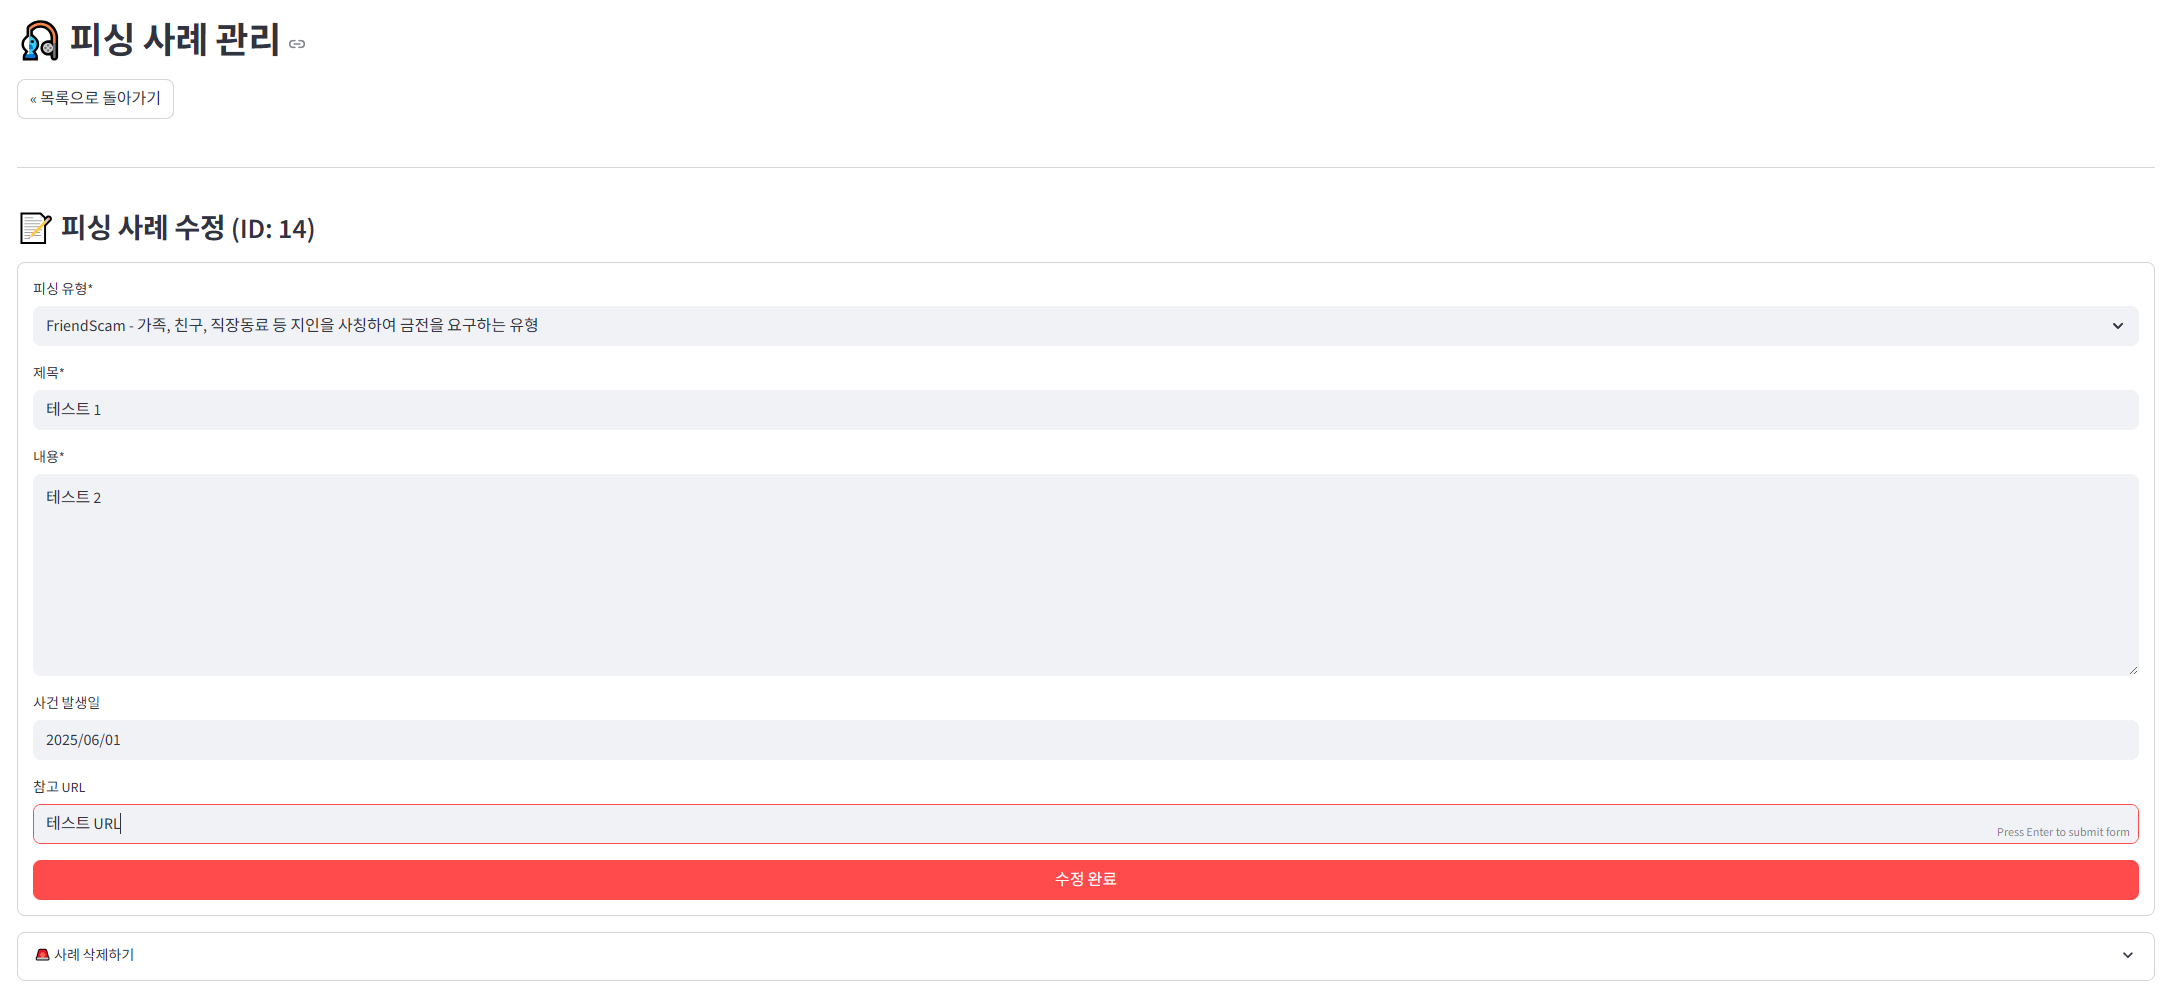 피싱 사례 관리
« 목록으로 돌아가기
피싱 사례 수정 (ID: 14)
피싱 유형*
FriendScam - 가족, 친구, 직장동료 등 지인을 사칭하여 금전을 요구하는 유형
제목*
테스트 1
내용*
테스트 2
사건 발생일
2025/06/01
참고 URL
테스트 URL
Press Enter to submit form
수정 완료
사례 삭제하기